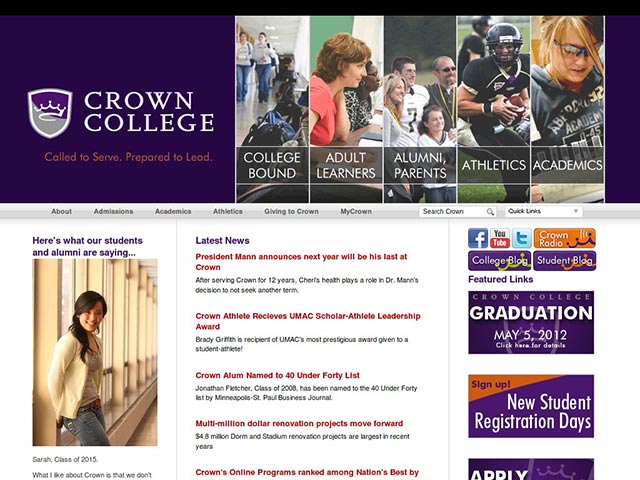 CROWN
COLLEGE
Called to Serve. Prepared to Lead.
COLLEGE
BOUND
ADULT
LEARNERS
ALUMNI,
PARENTS
ATHLETICS
ACADEMICS
About Admissions Academics Athletics Giving to Crown MyCrown Search Crown Quick Links
Here's what our students
and alumni are saying...
Sarah, Class of 2015.
What I like about Crown is that we don't
Latest News
President Mann announces next year will be his last at
Crown
After serving Crown for 12 years, Cheri's health plays a role in Dr. Mann's
decision to not seek another term.
Crown Athlete Recieves UMAC Scholar-Athlete Leadership
Award
Brady Griffith is recipient of UMAC's most prestigious award given to a
student-athlete!
Crown Alum Named to 40 Under Forty List
Jonathan Fletcher, Class of 2008, has been named to the 40 Under Forty
list by Minneapolis-St. Paul Business Journal.
Multi-million dollar renovation projects move forward
$4.8 million Dorm and Stadium renovation projects are largest in recent
years
Crown's Online Programs ranked among Nation's Best by
You Tube
Crown
Radio
College Blog
Student Blog
Featured Links
CROWN COLLEGE
GRADUATION
MAY 5, 2012
Click here for details
Sign up!
New Student
Registration Days
APPLY